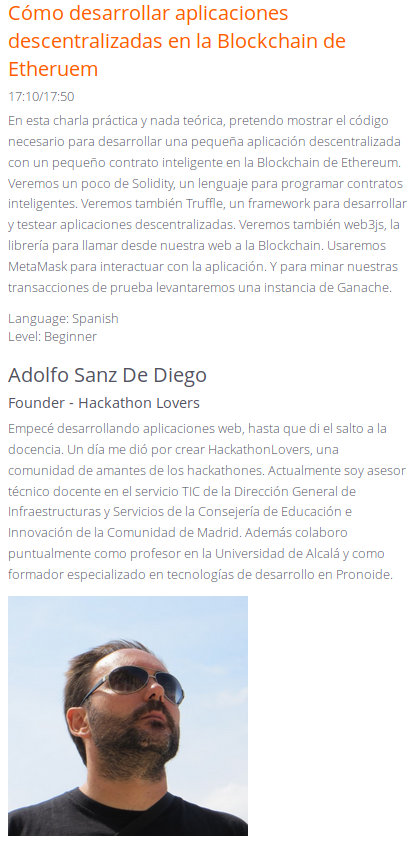 Cómo desarrollar aplicaciones
descentralizadas en la Blockchain de
Etheruem
17:10/17:50
En esta charla práctica y nada teórica, pretendo mostrar el código
necesario para desarrollar una pequeña aplicación descentralizada
con un pequeño contrato inteligente en la Blockchain de Ethereum.
Veremos un poco de Solidity, un lenguaje para programar contratos
inteligentes. Veremos también Truffle, un framework para desarrollar
y testear aplicaciones descentralizadas. Veremos también web3js, la
librería para llamar desde nuestra web a la Blockchain. Usaremos
MetaMask para interactuar con la aplicación. Y para minar nuestras
transacciones de prueba levantaremos una instancia de Ganache.
Language: Spanish
Level: Beginner
Adolfo Sanz De Diego
Founder - Hackathon Lovers
Empecé desarrollando aplicaciones web, hasta que di el salto a la
docencia. Un día me dió por crear HackathonLovers, una
comunidad de amantes de los hackathones. Actualmente soy asesor
técnico docente en el servicio TIC de la Dirección General de
Infraestructuras y Servicios de la Consejería de Educación e
Innovación de la Comunidad de Madrid. Además colaboro
puntualmente como profesor en la Universidad de Alcalá y como
formador especializado en tecnologías de desarrollo en Pronoide.